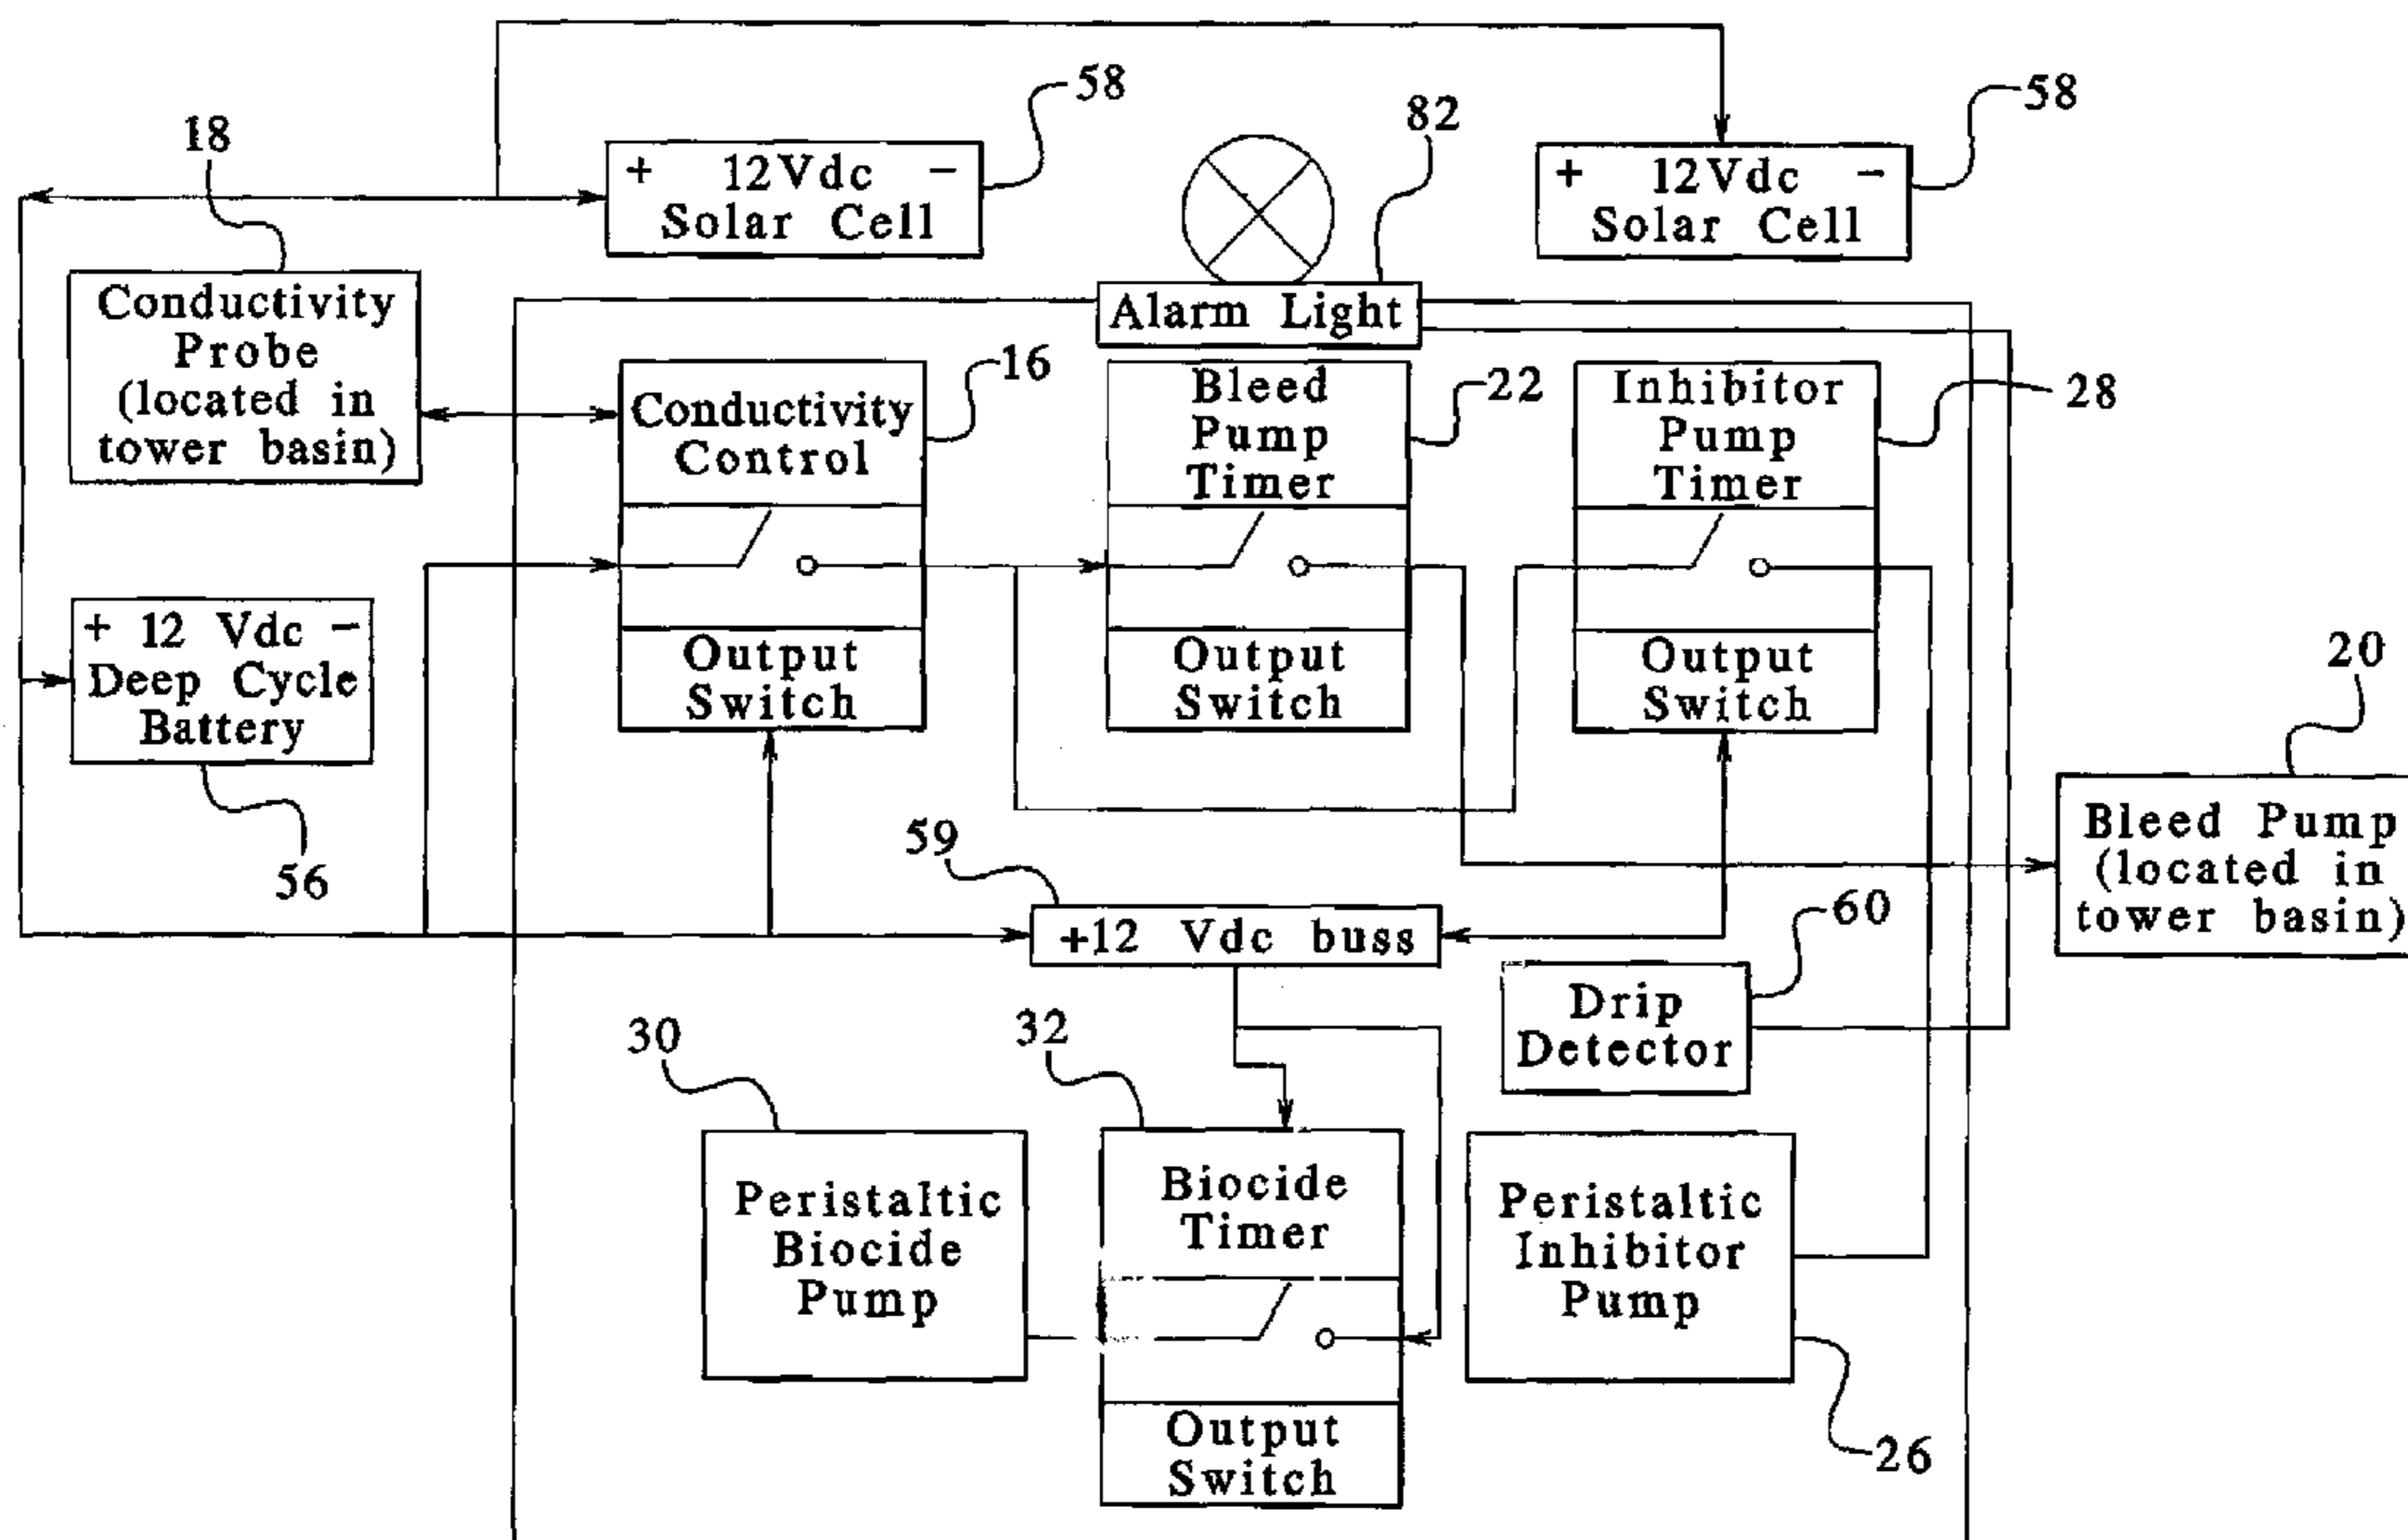 58
82
58
18
+ 12Vdc −
Solar Cell
+ 12Vdc −
Solar Cell
Conductivity
Probe
(located in
tower basin)
Alarm Light
16
Conductivity
Control
Output
Switch
Bleed
Pump
Timer
22
Output
Switch
Inhibitor
Pump
Timer
28
Output
Switch
+ 12 Vdc −
Deep Cycle
Battery
56
20
Bleed Pump
(located in
tower basin)
59
+12 Vdc buss
60
Drip
Detector
30
Peristaltic
Biocide
Pump
32
Biocide
Timer
Output
Switch
Peristaltic
Inhibitor
Pump
26